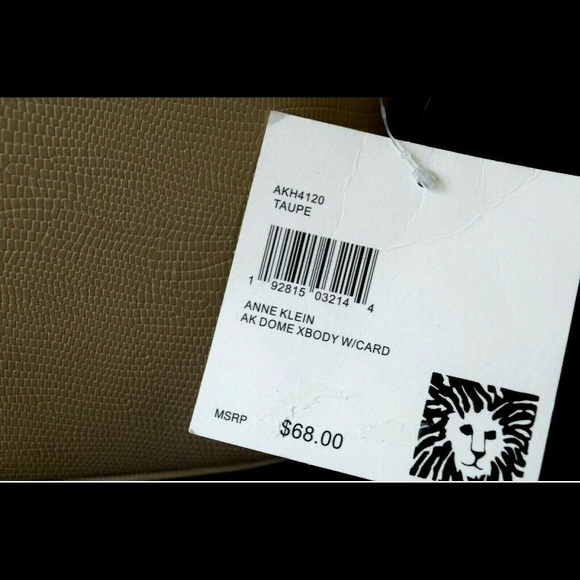 AKH4120
TAUPE
1 92815 03214 4
ANNE KLEIN
AK DOME XBODY W/CARD
MSRP $68.00